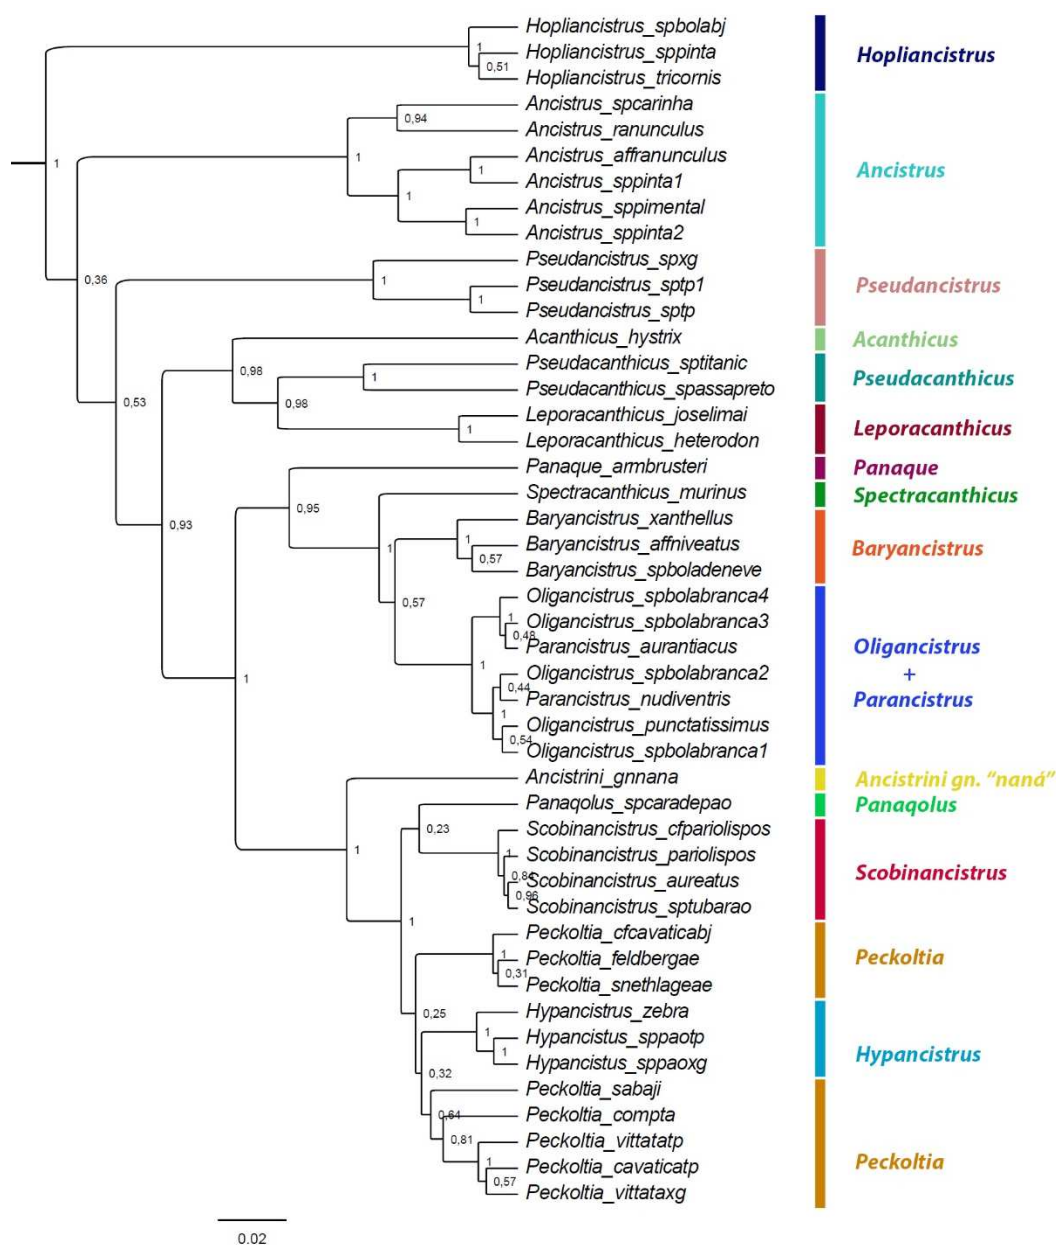 Hopliancistrus_spbolabj
Hopliancistrus_sppinta
Hopliancistrus_tricornis
Ancistrus_spcarinha
Ancistrus_ranunculus
Ancistrus_affranunculus
Ancistrus_sppinta1
Ancistrus_sppimental
Ancistrus_sppinta2
Pseudancistrus_spxg
Pseudancistrus_sptp1
Pseudancistrus_sptp
Acanthicus_hystrix
Pseudacanthicus_sptitanic
Pseudacanthicus_spassapreto
Leporacanthicus_joselimai
Leporacanthicus_heterodon
Panaque_armbrusteri
Spectracanthicus_murinus
Baryancistrus_xanthellus
Baryancistrus_affniveatus
Baryancistrus_spboladeneve
Oligancistrus_spbolabranca4
Oligancistrus_spbolabranca3
Parancistrus_aurantiacus
Oligancistrus_spbolabranca2
Parancistrus_nudiventris
Oligancistrus_punctatissimus
Oligancistrus_spbolabranca1
Ancistrini_gnnana
Panaqolus_spcaradepao
Scobinancistrus_cfpariolispos
Scobinancistrus_pariolispos
Scobinancistrus_aureatus
Scobinancistrus_sptubarao
Peckoltia_cfcavaticabj
Peckoltia_feldbergae
Peckoltia_snethlageae
Hypancistrus_zebra
Hypancistus_sppaotp
Hypancistus_sppaoxg
Peckoltia_sabaji
Peckoltia_compta
Peckoltia_vittatatp
Peckoltia_cavaticatp
Peckoltia_vittataxg
Hopliancistrus
Ancistrus
Pseudancistrus
Acanthicus
Pseudacanthicus
Leporacanthicus
Panaque
Spectracanthicus
Baryancistrus
Oligancistrus
+
Parancistrus
Ancistrini gn. "naná"
Panaqolus
Scobinancistrus
Peckoltia
Hypancistrus
Peckoltia
1
0,51
1
0,94
1
1
1
1
0,36
1
1
0,53
0,98
1
0,98
1
0,93
0,95
1
1
0,57
0,57
1
0,48
1
0,44
1
0,54
1
1
0,23
1
0,84
0,96
1
1
0,31
0,25
1
1
0,32
0,64
0,81
1
0,57
0.02